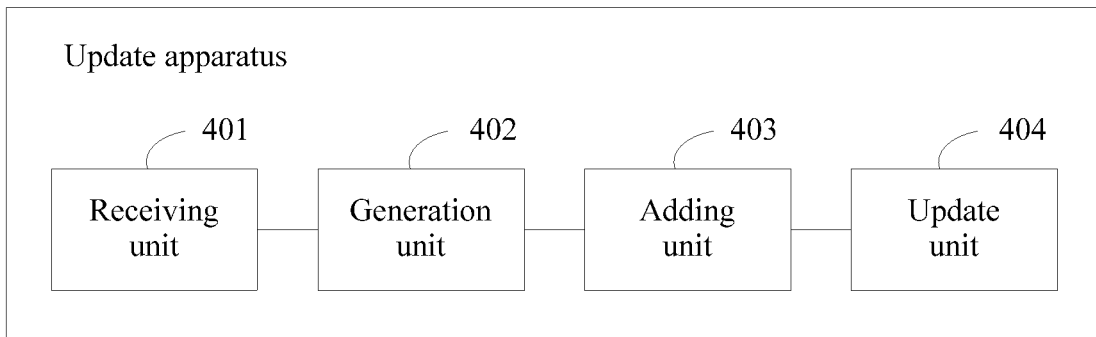 Update apparatus
401
402
403
404
Receiving
unit
Generation
unit
Adding
unit
Update
unit